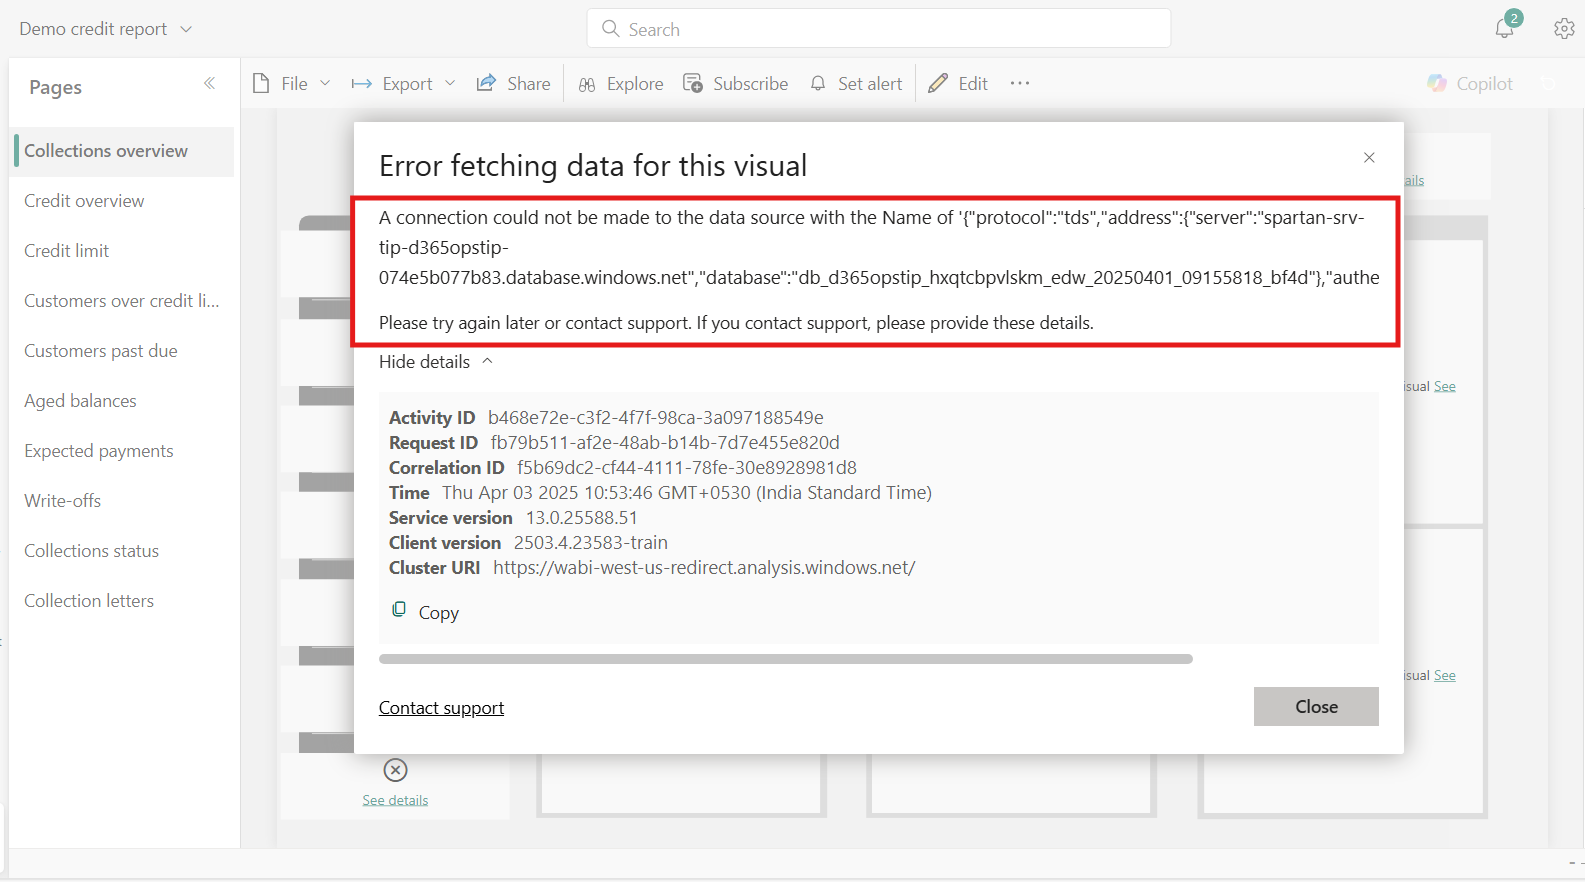 Demo credit report
Search
2
Pages
File
Export
Share
Explore
Subscribe
Set alert
Edit
Copilot
Collections overview
Credit overview
Credit limit
Customers over credit li...
Customers past due
Aged balances
Expected payments
Write-offs
Collections status
Collection letters
Error fetching data for this visual
A connection could not be made to the data source with the Name of '{"protocol":"tds","address":{"server":"spartan-srv-
tip-d365opstip-
074e5b077b83.database.windows.net","database":"db_d365opstip_hxqtcbpvlskm_edw_20250401_09155818_bf4d"},"authe
Please try again later or contact support. If you contact support, please provide these details.
Hide details
Activity ID b468e72e-c3f2-4f7f-98ca-3a097188549e
Request ID fb79b511-af2e-48ab-b14b-7d7e455e820d
Correlation ID f5b69dc2-cf44-4111-78fe-30e8928981d8
Time Thu Apr 03 2025 10:53:46 GMT+0530 (India Standard Time)
Service version 13.0.25588.51
Client version 2503.4.23583-train
Cluster URI https://wabi-west-us-redirect.analysis.windows.net/
Copy
Contact support
Close
ails
isual See
isual See
See details